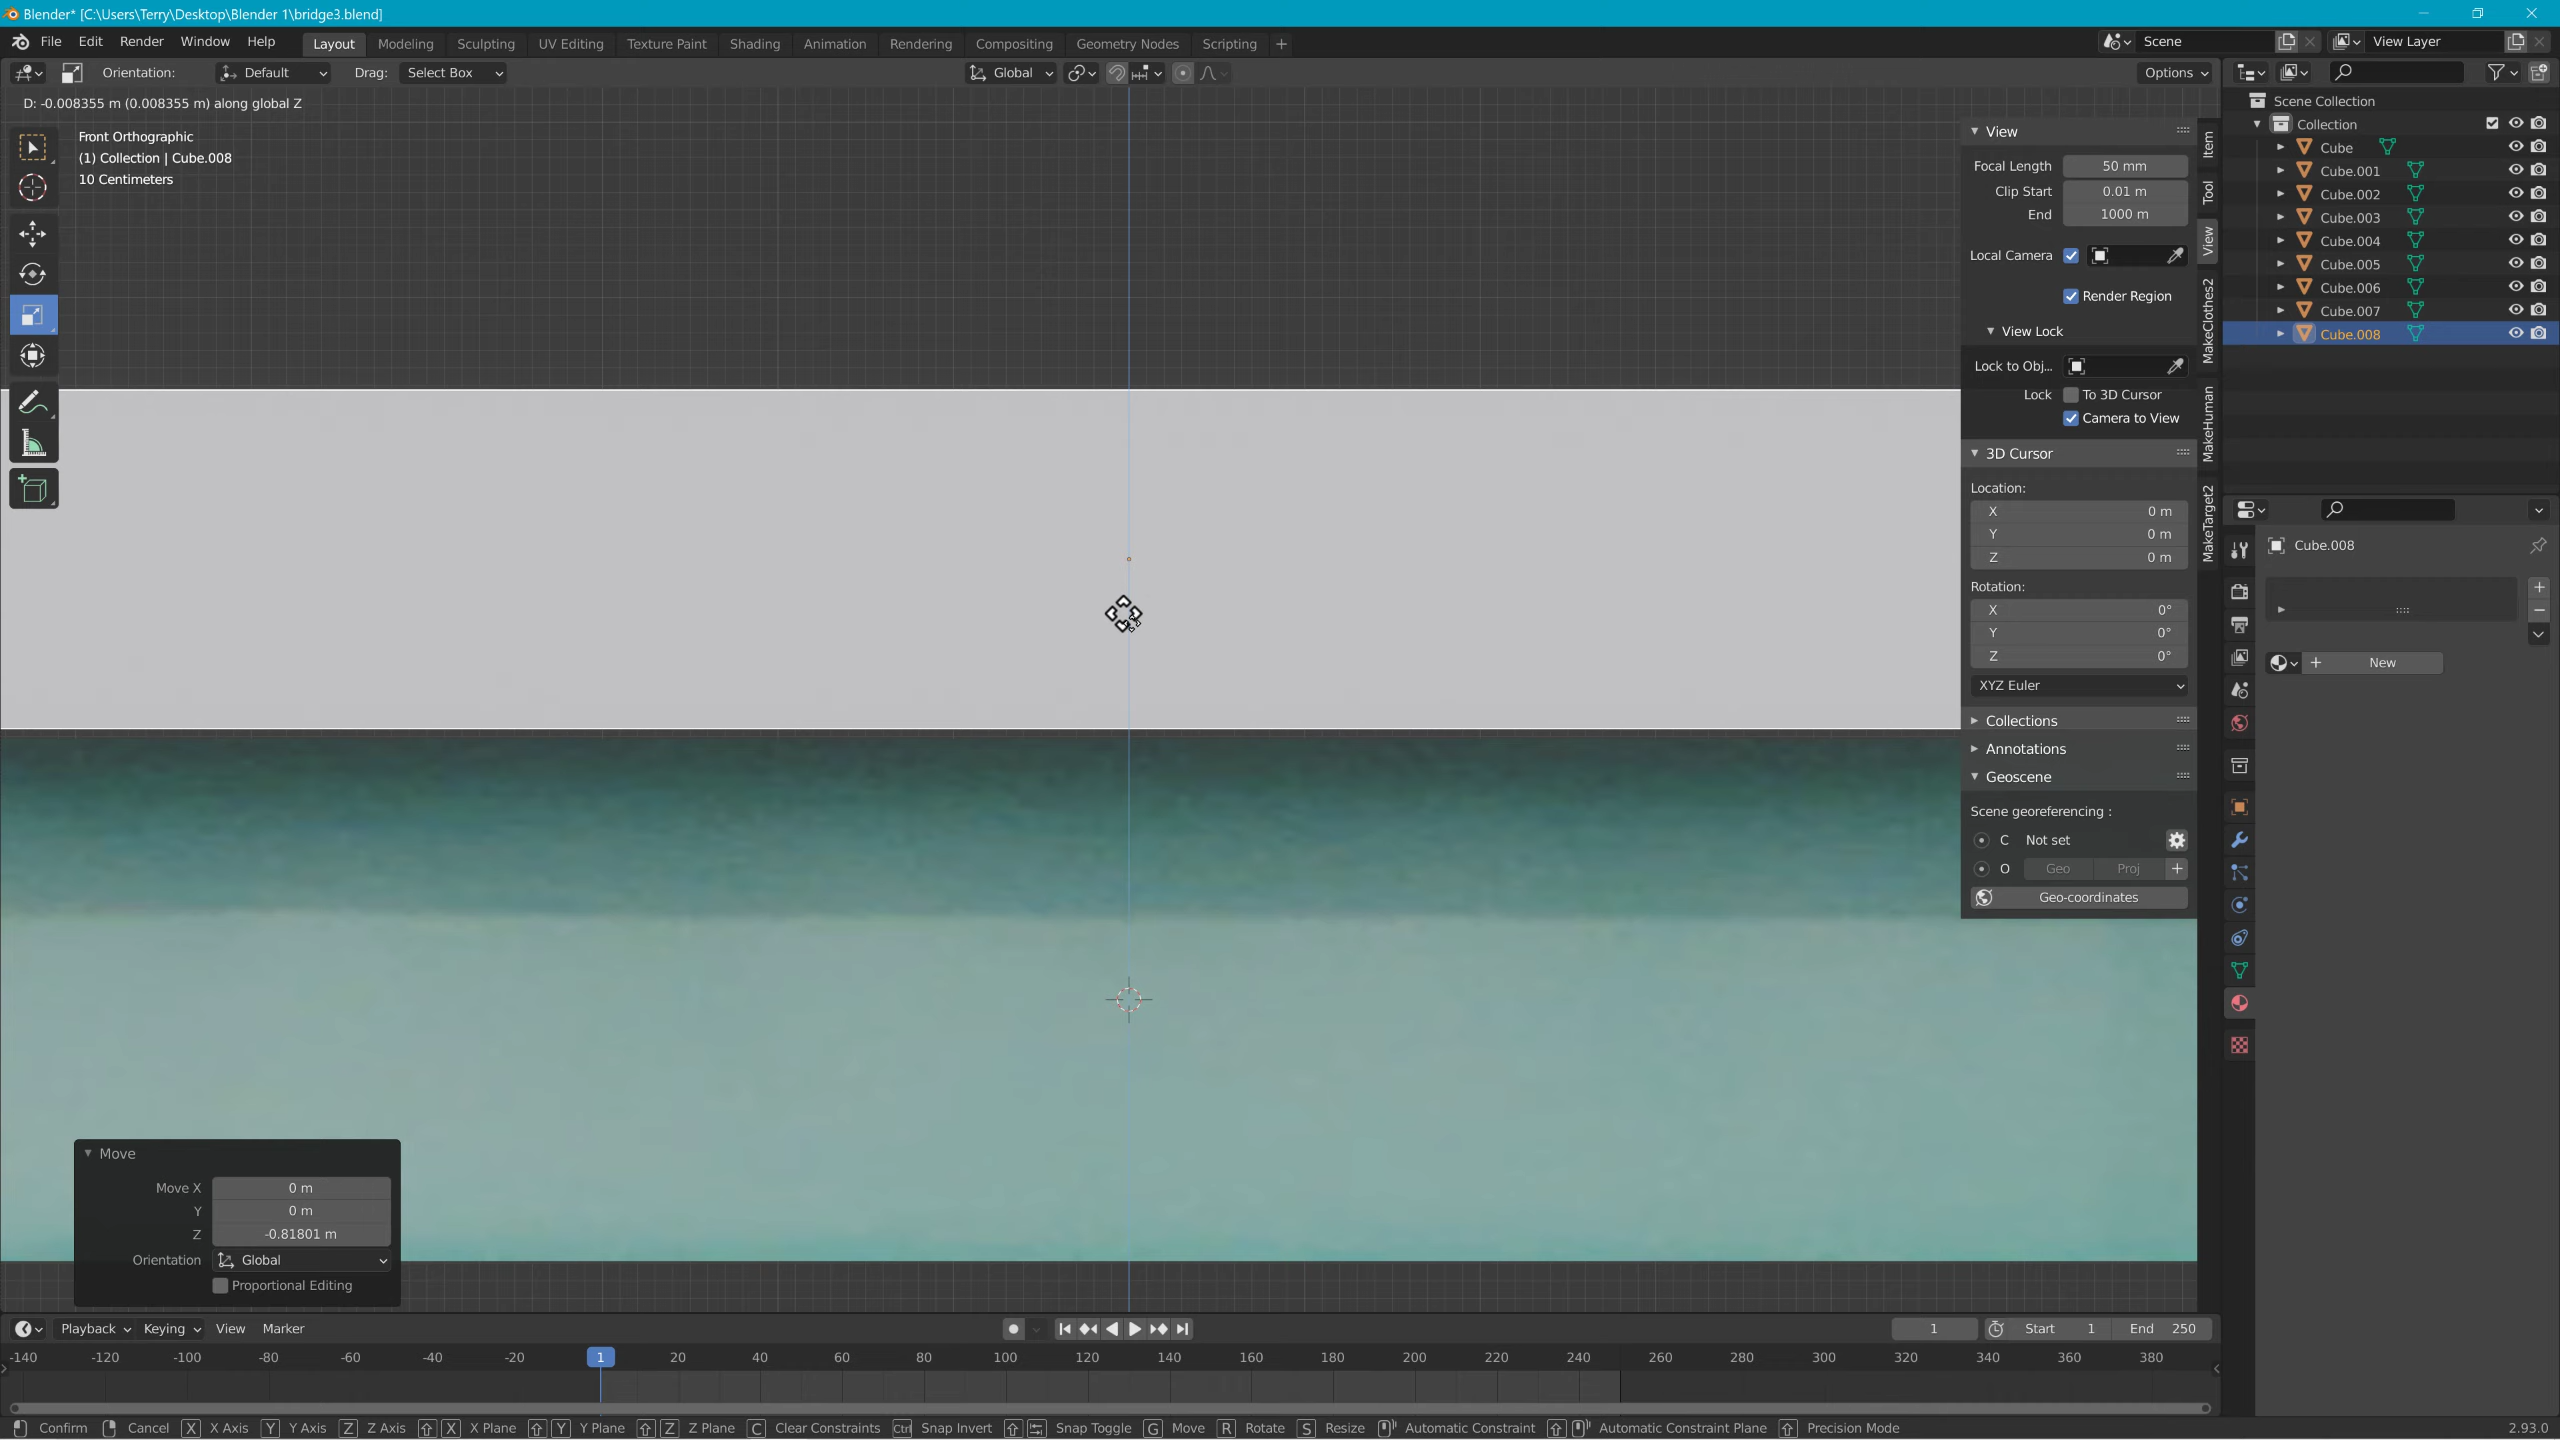 Blender* [C:\Users\Terry\Desktop\Blender 1\bridge3.blend]
File Edit Render Window Help Layout Modeling Sculpting UV Editing Texture Paint Shading Animation Rendering Compositing Geometry Nodes Scripting + Scene View Layer
Orientation: Default Drag: Select Box Global Options
D: -0.008355 m (0.008355 m) along global Z
Front Orthographic
(1) Collection | Cube.008
10 Centimeters
View
Focal Length 50 mm
Clip Start 0.01 m
End 1000 m
Local Camera
Render Region
View Lock
Lock to Obj...
Lock To 3D Cursor
Camera to View
3D Cursor
Location:
X 0 m
Y 0 m
Z 0 m
Rotation:
X 0°
Y 0°
Z 0°
XYZ Euler
Collections
Annotations
Geoscene
Scene georeferencing :
C Not set
O Geo Proj +
Geo-coordinates
Item
Tool
View
MakeClothes2
MakeHuman
MakeTarget2
Scene Collection
Collection
Cube
Cube.001
Cube.002
Cube.003
Cube.004
Cube.005
Cube.006
Cube.007
Cube.008
Cube.008
+ New
Move
Move X 0 m
Y 0 m
Z -0.81801 m
Orientation Global
Proportional Editing
Playback Keying View Marker 1 Start 1 End 250
-140 -120 -100 -80 -60 -40 -20 1 20 40 60 80 100 120 140 160 180 200 220 240 260 280 300 320 340 360 380
Confirm Cancel X X Axis Y Y Axis Z Z Axis X X Plane Y Y Plane Z Z Plane C Clear Constraints Ctrl Snap Invert Snap Toggle G Move R Rotate S Resize Automatic Constraint Automatic Constraint Plane Precision Mode 2.93.0